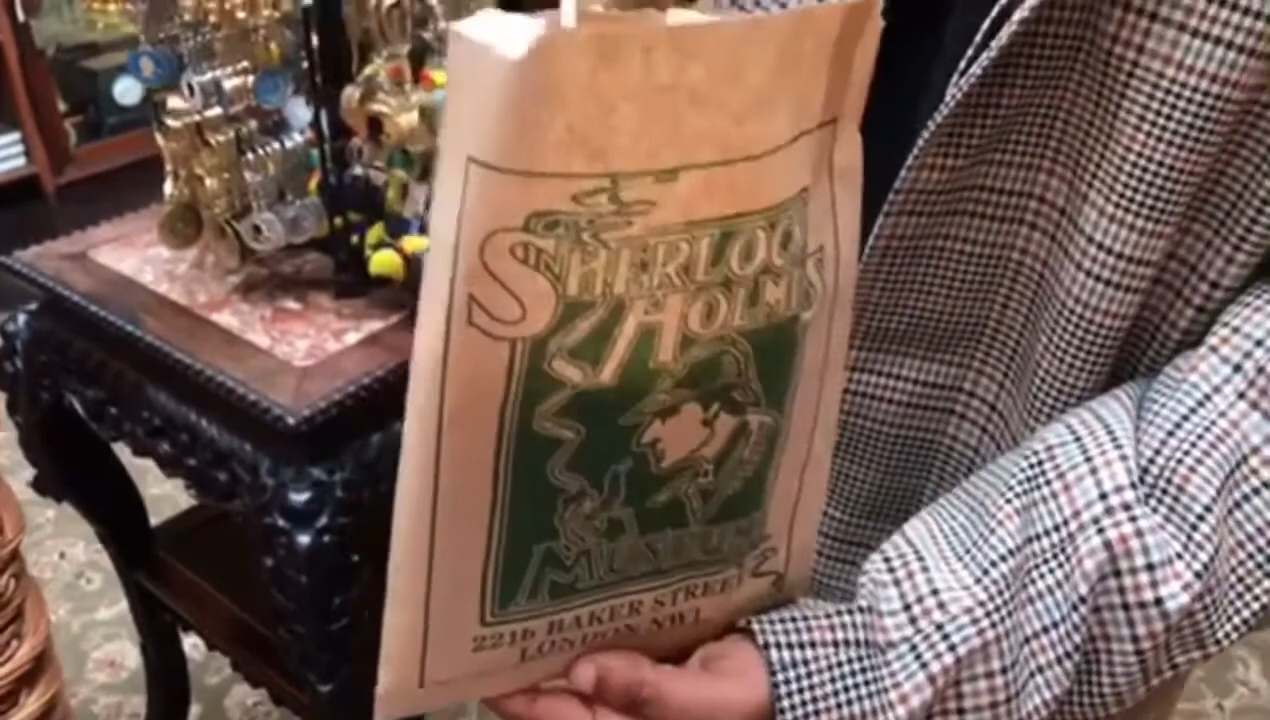 SHERLOCK
HOLMES
MUSEUM
221b BAKER STREET
LONDON NW1